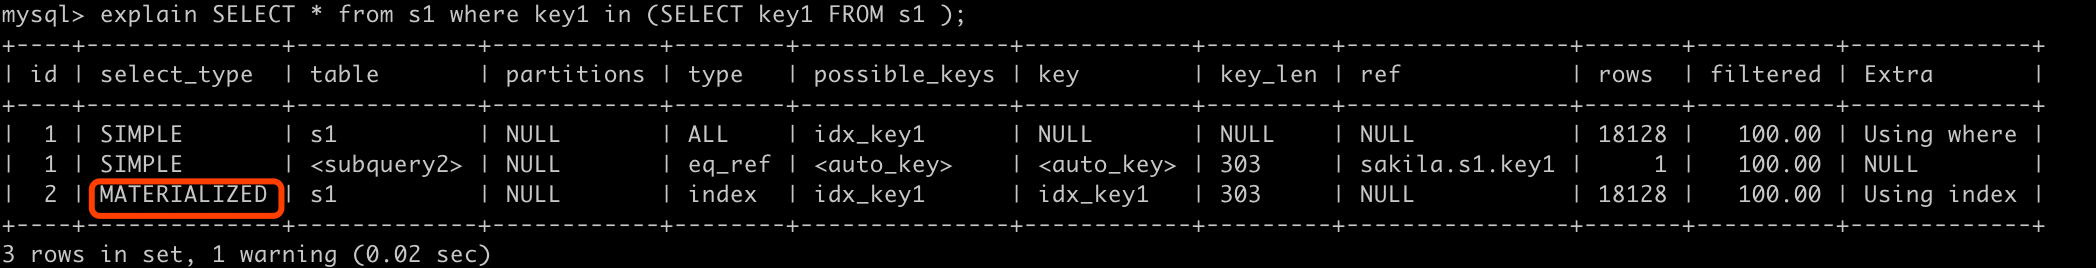 mysql> explain SELECT * from s1 where key1 in (SELECT key1 FROM s1 );
+----+--------------+-------------+------------+--------+---------------+------------+---------+----------------+-------+----------+-------------+
| id | select_type | table | partitions | type | possible_keys | key | key_len | ref | rows | filtered | Extra |
+----+--------------+-------------+------------+--------+---------------+------------+---------+----------------+-------+----------+-------------+
| 1 | SIMPLE | s1 | NULL | ALL | idx_key1 | NULL | NULL | NULL | 18128 | 100.00 | Using where |
| 1 | SIMPLE | <subquery2> | NULL | eq_ref | <auto_key> | <auto_key> | 303 | sakila.s1.key1 | 1 | 100.00 | NULL |
| 2 | MATERIALIZED | s1 | NULL | index | idx_key1 | idx_key1 | 303 | NULL | 18128 | 100.00 | Using index |
+----+--------------+-------------+------------+--------+---------------+------------+---------+----------------+-------+----------+-------------+
3 rows in set, 1 warning (0.02 sec)